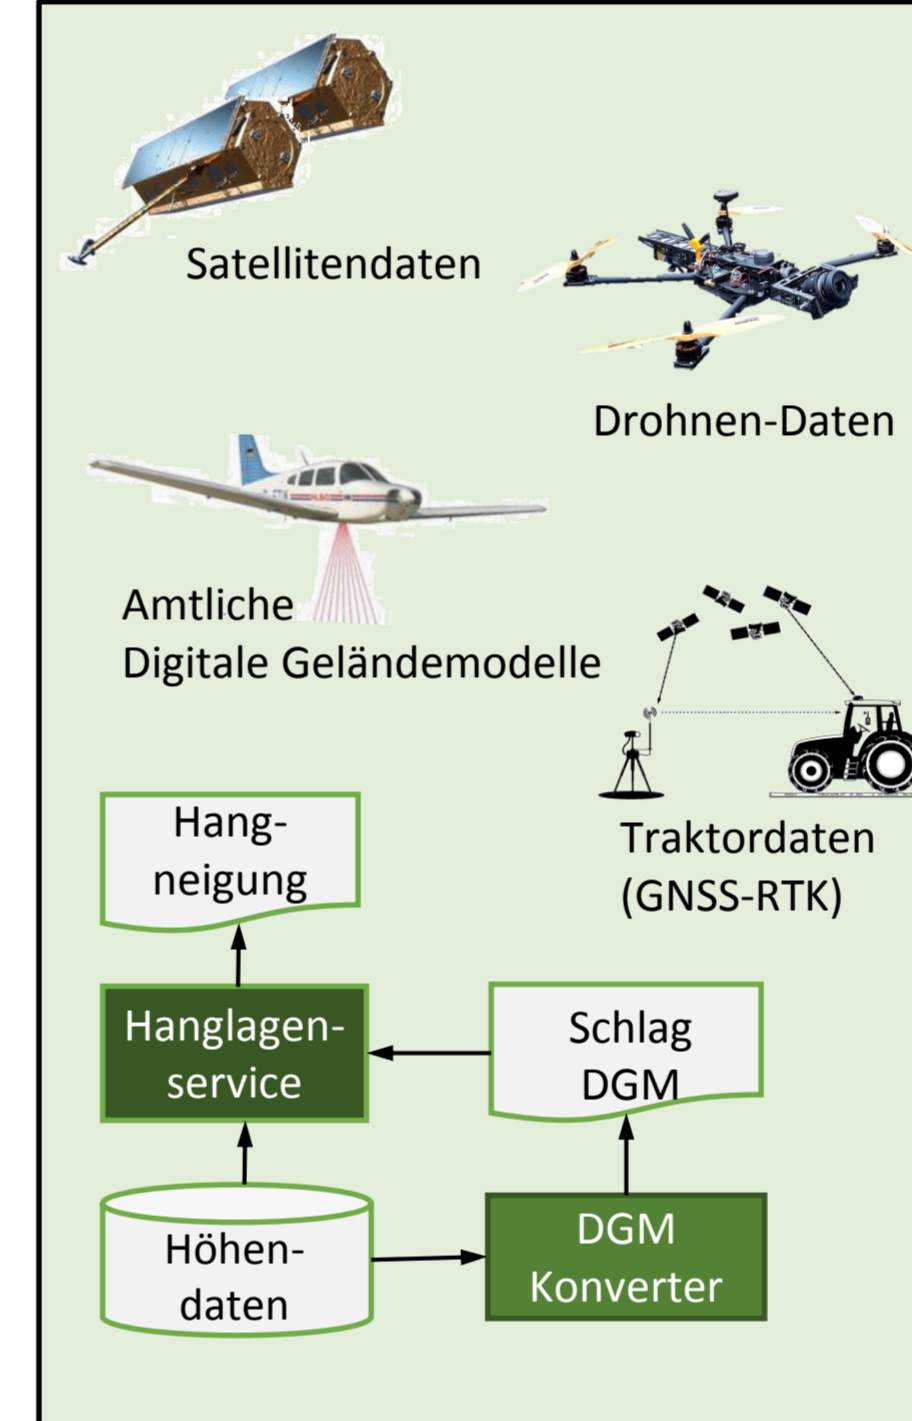 Satellitendaten
Drohnen-Daten
Amtliche
Digitale Geländemodelle
Traktordaten
(GNSS-RTK)
Hang-
neigung
Hanglagen-
service
Schlag
DGM
Höhen-
daten
DGM
Konverter